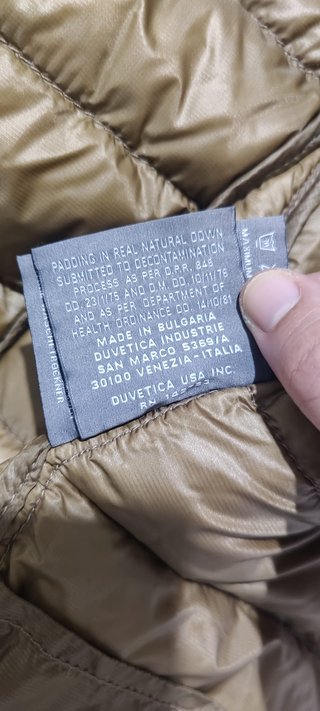 PADDING IN REAL NATURAL DOWN
SUBMITTED TO DECONTAMINATION
PROCESS AS PER D.P.R. 845
DD. 23/1/75 AND D.M. DD. 10/11/76
AND AS PER DEPARTMENT OF
HEALTH ORDINANCE DD. 14/10/81
MADE IN BULGARIA
DUVETICA INDUSTRIE
SAN MARCO 5369/A
30100 VENEZIA-ITALIA
DUVETICA USA INC.